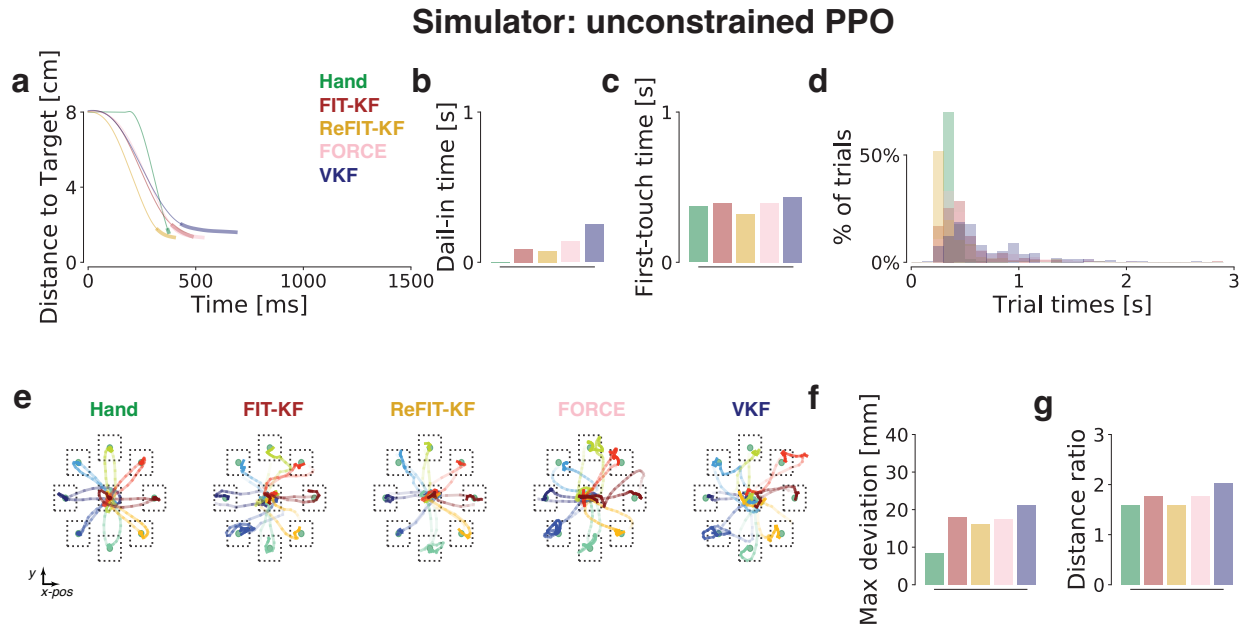 Simulator: unconstrained PPO
a
Distance to Target [cm]
8
4
0
0
500
1000
1500
Time [ms]
Hand
FIT-KF
ReFIT-KF
FORCE
VKF
b
Dail-in time [s]
1
0
c
First-touch time [s]
1
0
d
% of trials
50%
0%
0
1
2
3
Trial times [s]
e
Hand
FIT-KF
ReFIT-KF
FORCE
VKF
y
x-pos
f
Max deviation [mm]
40
30
20
10
0
g
Distance ratio
3
2
1
0